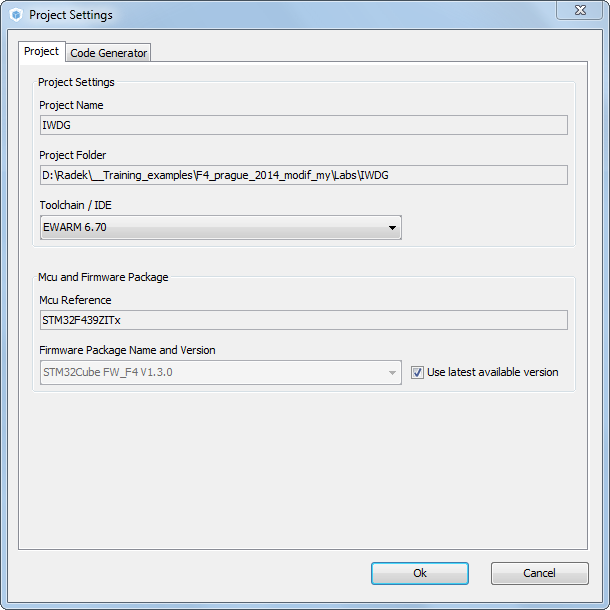 Project Settings
Project
Code Generator
Project Settings
Project Name
IWDG
Project Folder
D:\Radek\__Training_examples\F4_prague_2014_modif_my\Labs\IWDG
Toolchain / IDE
EWARM 6.70
Mcu and Firmware Package
Mcu Reference
STM32F439ZITx
Firmware Package Name and Version
STM32Cube FW_F4 V1.3.0
Use latest available version
Ok
Cancel